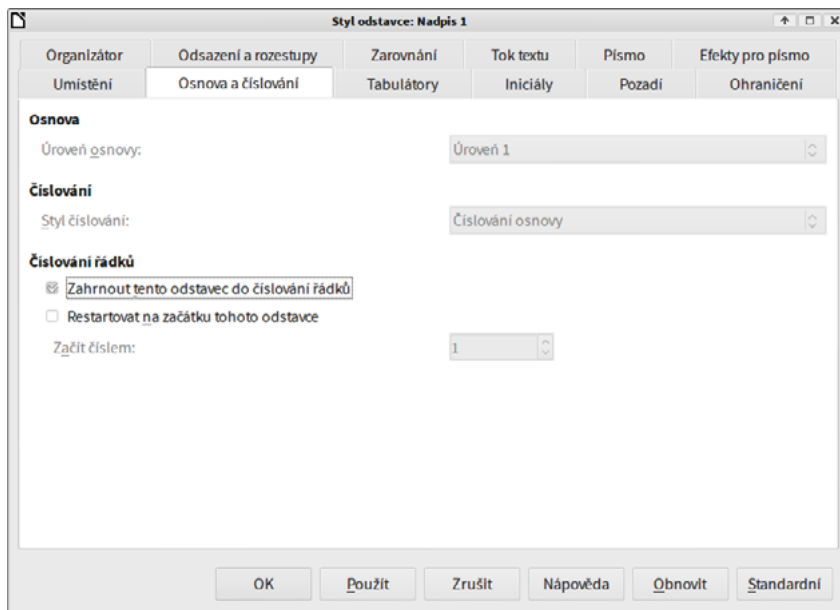 Styl odstavce: Nadpis 1
Organizátor Odsazení a rozestupy Zarovnání Tok textu Písmo Efekty pro písmo
Umístění Osnova a číslování Tabulátory Iniciály Pozadí Ohraničení
Osnova
Úroveň osnovy: Úroveň 1
Číslování
Styl číslování: Číslování osnovy
Číslování řádků
Zahrnout tento odstavec do číslování řádků
Restartovat na začátku tohoto odstavce
Začít číslem: 1
OK Použít Zrušit Nápověda Obnovit Standardní